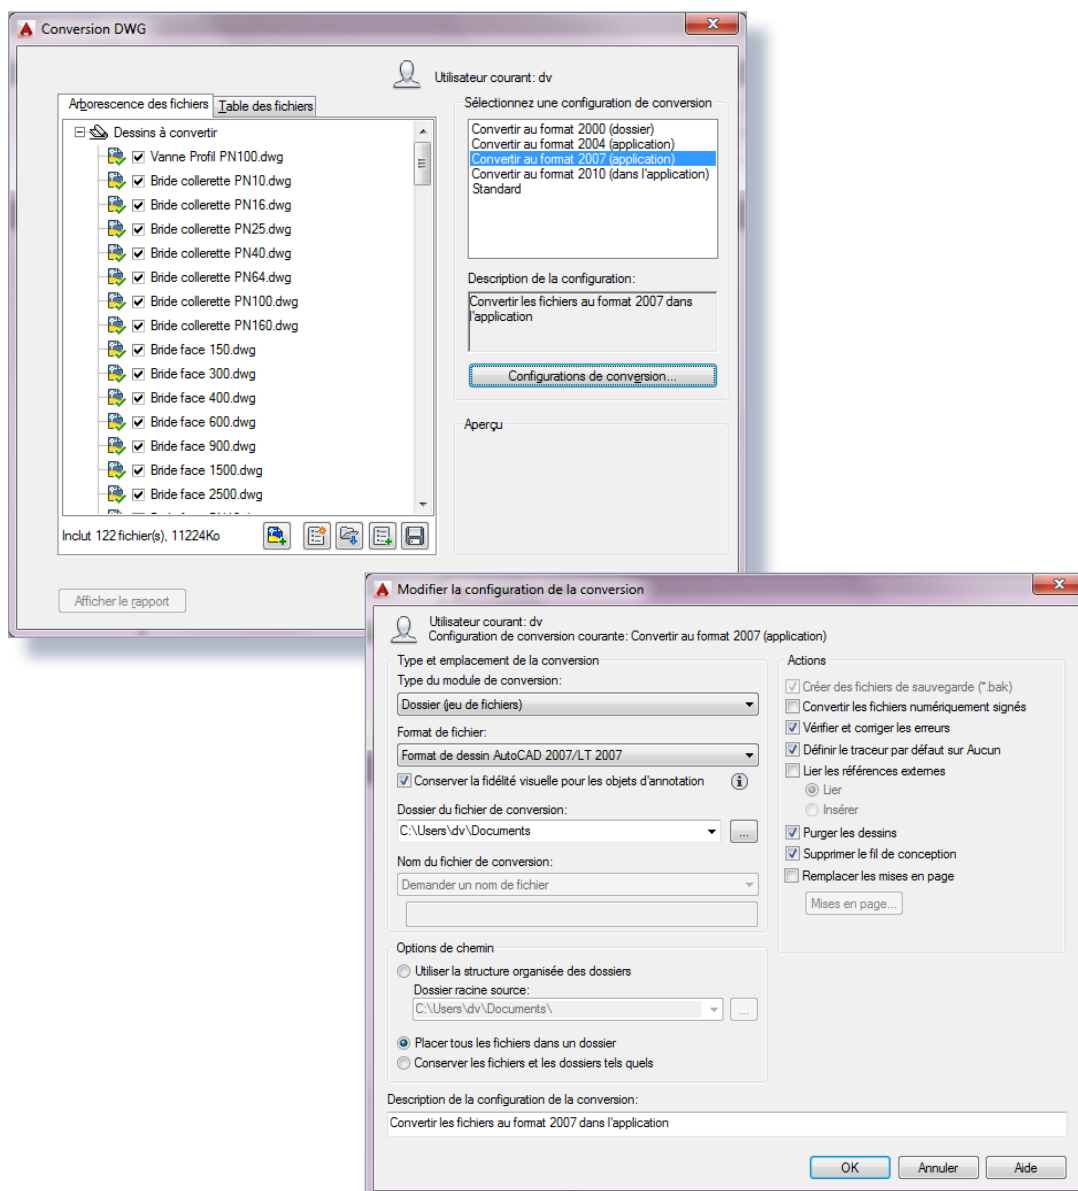 Conversion DWG
Utilisateur courant: dv
Arborescence des fichiers
Table des fichiers
Dessins à convertir
Vanne Profil PN100.dwg
Bride collerette PN10.dwg
Bride collerette PN16.dwg
Bride collerette PN25.dwg
Bride collerette PN40.dwg
Bride collerette PN64.dwg
Bride collerette PN100.dwg
Bride collerette PN160.dwg
Bride face 150.dwg
Bride face 300.dwg
Bride face 400.dwg
Bride face 600.dwg
Bride face 900.dwg
Bride face 1500.dwg
Bride face 2500.dwg
Inclut 122 fichier(s), 11224Ko
Afficher le rapport
Sélectionnez une configuration de conversion
Convertir au format 2000 (dossier)
Convertir au format 2004 (application)
Convertir au format 2007 (application)
Convertir au format 2010 (dans l'application)
Standard
Description de la configuration:
Convertir les fichiers au format 2007 dans
l'application
Configurations de conversion...
Aperçu
Modifier la configuration de la conversion
Utilisateur courant: dv
Configuration de conversion courante: Convertir au format 2007 (application)
Type et emplacement de la conversion
Type du module de conversion:
Dossier (jeu de fichiers)
Format de fichier:
Format de dessin AutoCAD 2007/LT 2007
Conserver la fidélité visuelle pour les objets d'annotation
Dossier du fichier de conversion:
C:\Users\dv\Documents
...
Nom du fichier de conversion:
Demander un nom de fichier
Options de chemin
Utiliser la structure organisée des dossiers
Dossier racine source:
C:\Users\dv\Documents\
...
Placer tous les fichiers dans un dossier
Conserver les fichiers et les dossiers tels quels
Actions
Créer des fichiers de sauvegarde (*.bak)
Convertir les fichiers numériquement signés
Vérifier et corriger les erreurs
Définir le traceur par défaut sur Aucun
Lier les références externes
Lier
Insérer
Purger les dessins
Supprimer le fil de conception
Remplacer les mises en page
Mises en page...
Description de la configuration de la conversion:
Convertir les fichiers au format 2007 dans l'application
OK
Annuler
Aide